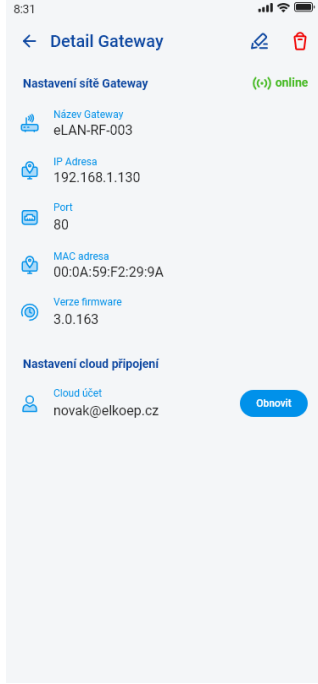 8:31
Detail Gateway
Nastavení sítě Gateway
online
Název Gateway
eLAN-RF-003
IP Adresa
192.168.1.130
Port
80
MAC adresa
00:0A:59:F2:29:9A
Verze firmware
3.0.163
Nastavení cloud připojení
Cloud účet
novak@elkoep.cz
Obnovit